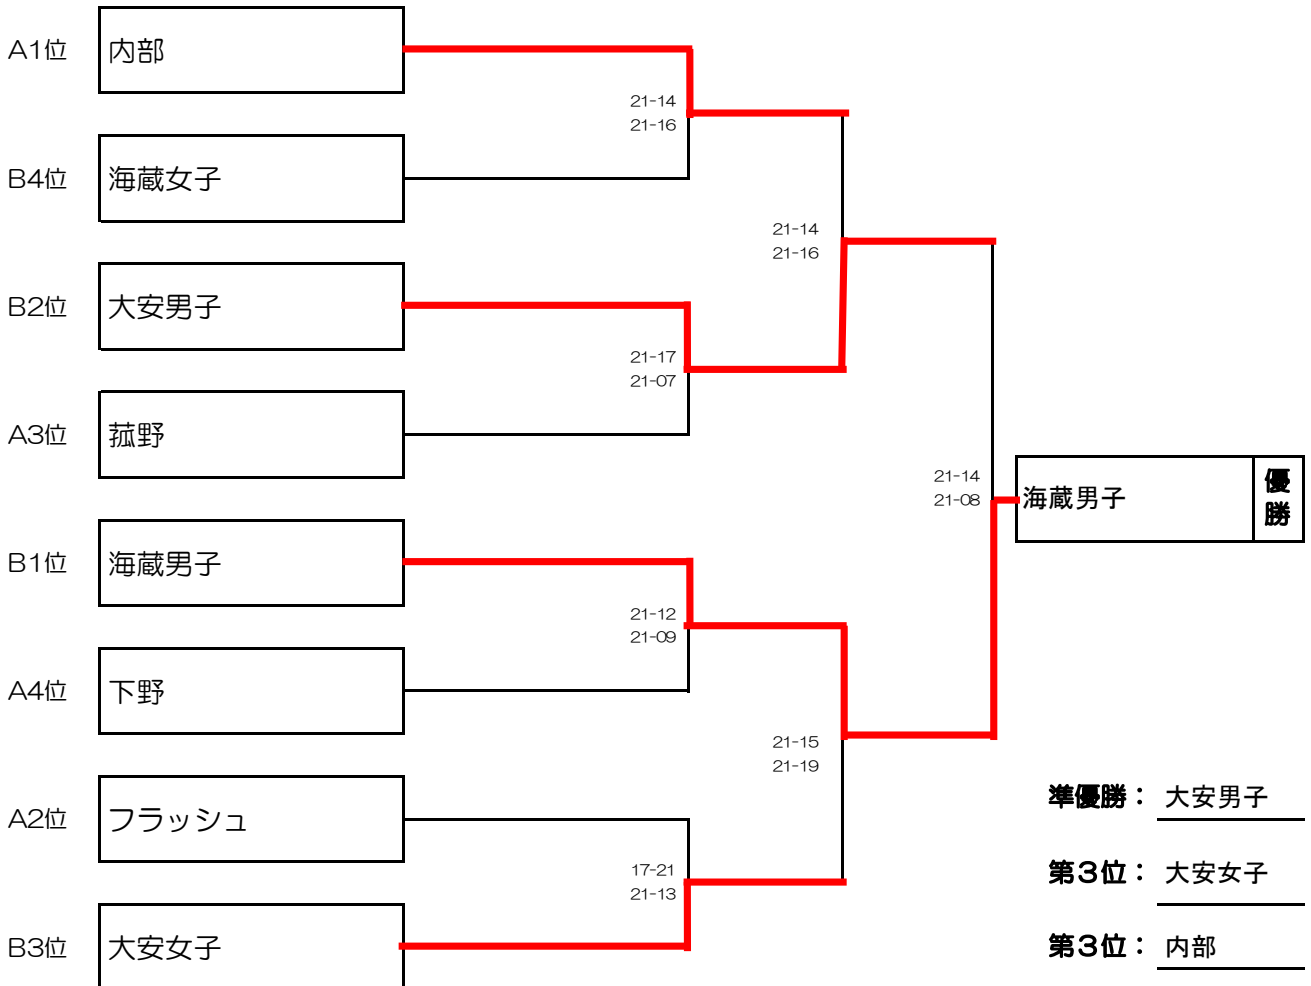 A1位 内部
21-14
21-16
B4位 海蔵女子
21-14
21-16
B2位 大安男子
21-17
21-07
A3位 菰野
21-14
21-08
海蔵男子 優勝
B1位 海蔵男子
21-12
21-09
A4位 下野
21-15
21-19
準優勝： 大安男子
A2位 フラッシュ
17-21
21-13
第３位： 大安女子
B3位 大安女子
第３位： 内部